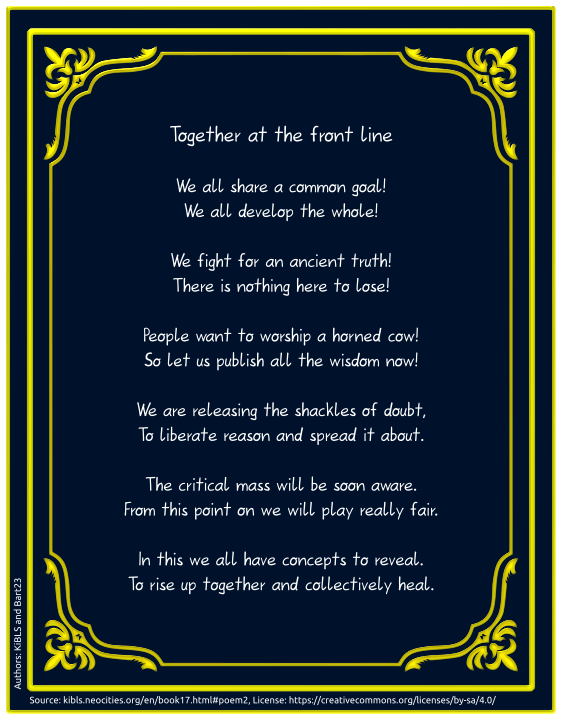 Together at the front line
We all share a common goal!
We all develop the whole!
We fight for an ancient truth!
There is nothing here to lose!
People want to worship a horned cow!
So let us publish all the wisdom now!
We are releasing the shackles of doubt,
To liberate reason and spread it about.
The critical mass will be soon aware.
From this point on we will play really fair.
In this we all have concepts to reveal.
To rise up together and collectively heal.
Authors: KiBLS and Bart23
Source: kibls.neocities.org/en/book17.html#poem2, License: https://creativecommons.org/licenses/by-sa/4.0/